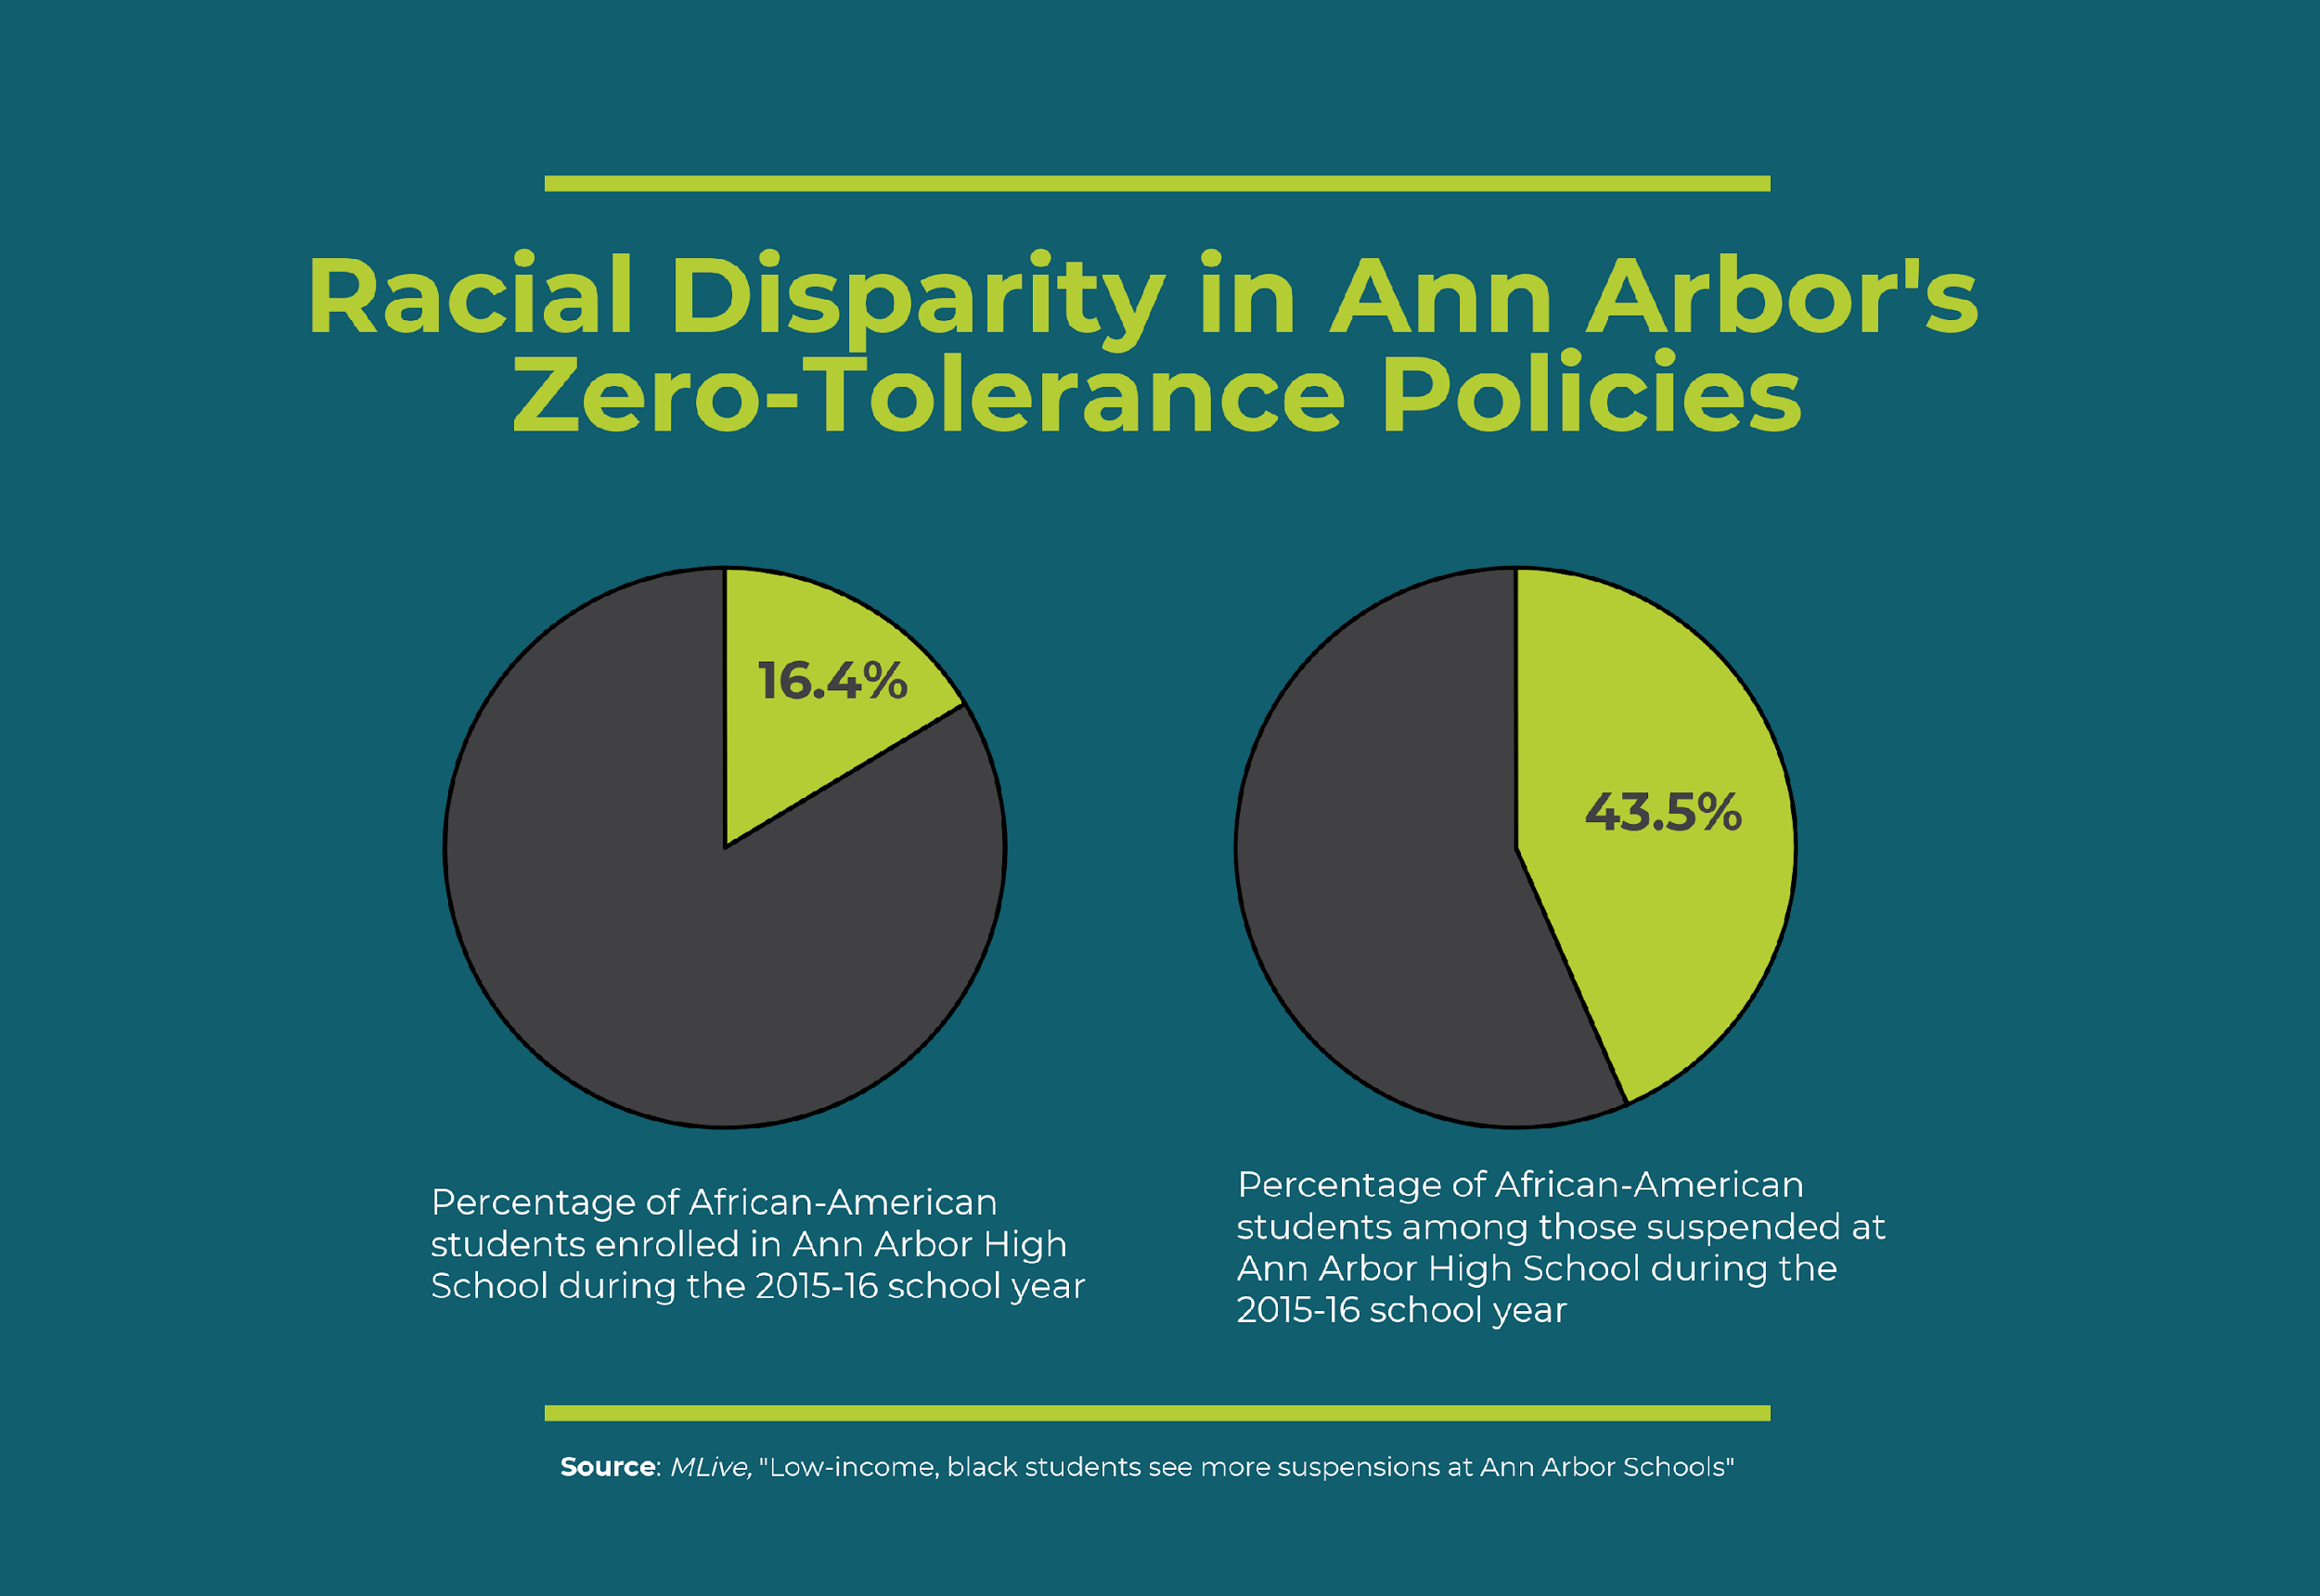 Racial Disparity in Ann Arbor's
Zero-Tolerance Policies
16.4%
43.5%
Percentage of African-American
students enrolled in Ann Arbor High
School during the 2015-16 school year
Percentage of African-American
students among those suspended at
Ann Arbor High School during the
2015-16 school year
Source: MLive, "Low-income, black students see more suspensions at Ann Arbor Schools"